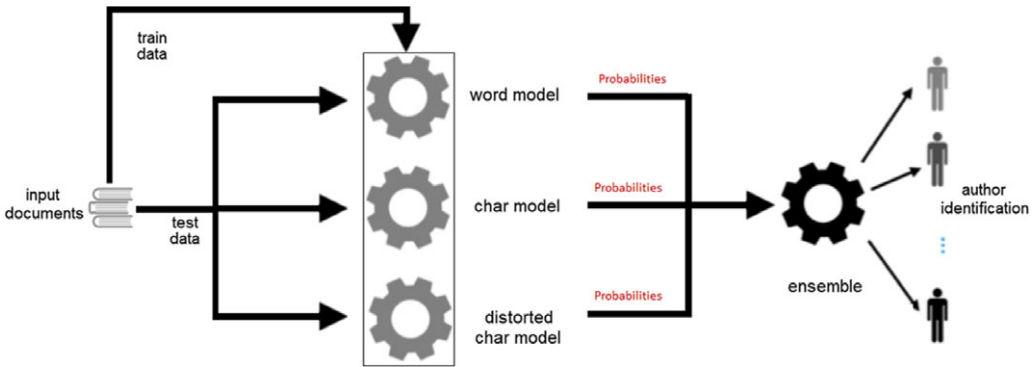 train
data
input
documents
test
data
word model
char model
distorted
char model
Probabilities
Probabilities
Probabilities
ensemble
author
identification